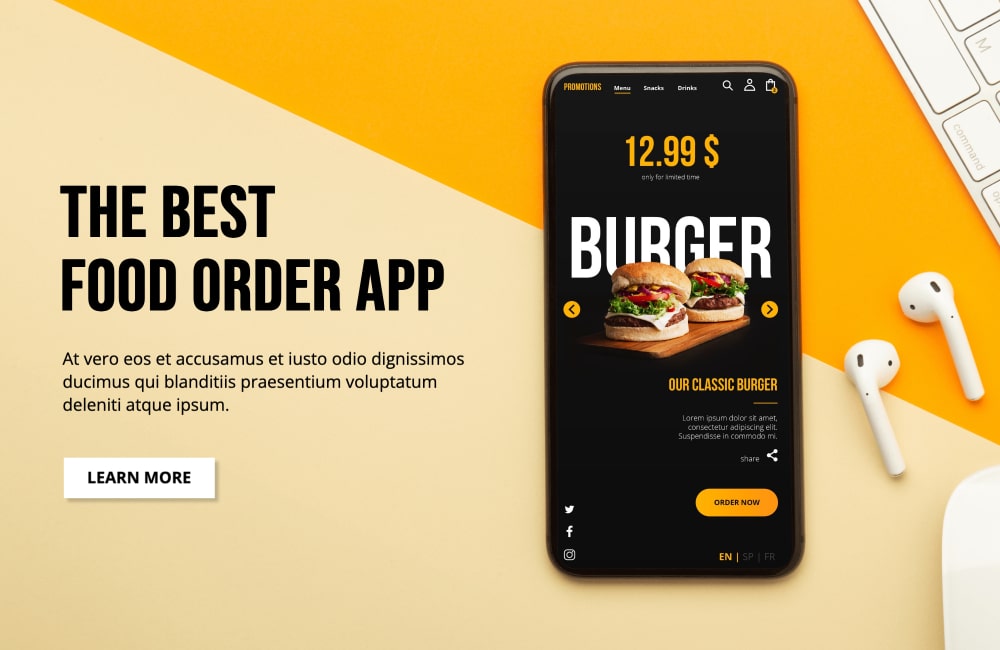 THE BEST
FOOD ORDER APP
At vero eos et accusamus et iusto odio dignissimos
ducimus qui blanditiis praesentium voluptatum
deleniti atque ipsum.
LEARN MORE
PROMOTIONS Menu Snacks Drinks
12.99 $
only for limited time
BURGER
OUR CLASSIC BURGER
Lorem ipsum dolor sit amet,
consectetur adipiscing elit.
Suspendisse in commodo mi.
share
ORDER NOW
EN | SP | FR
M
command